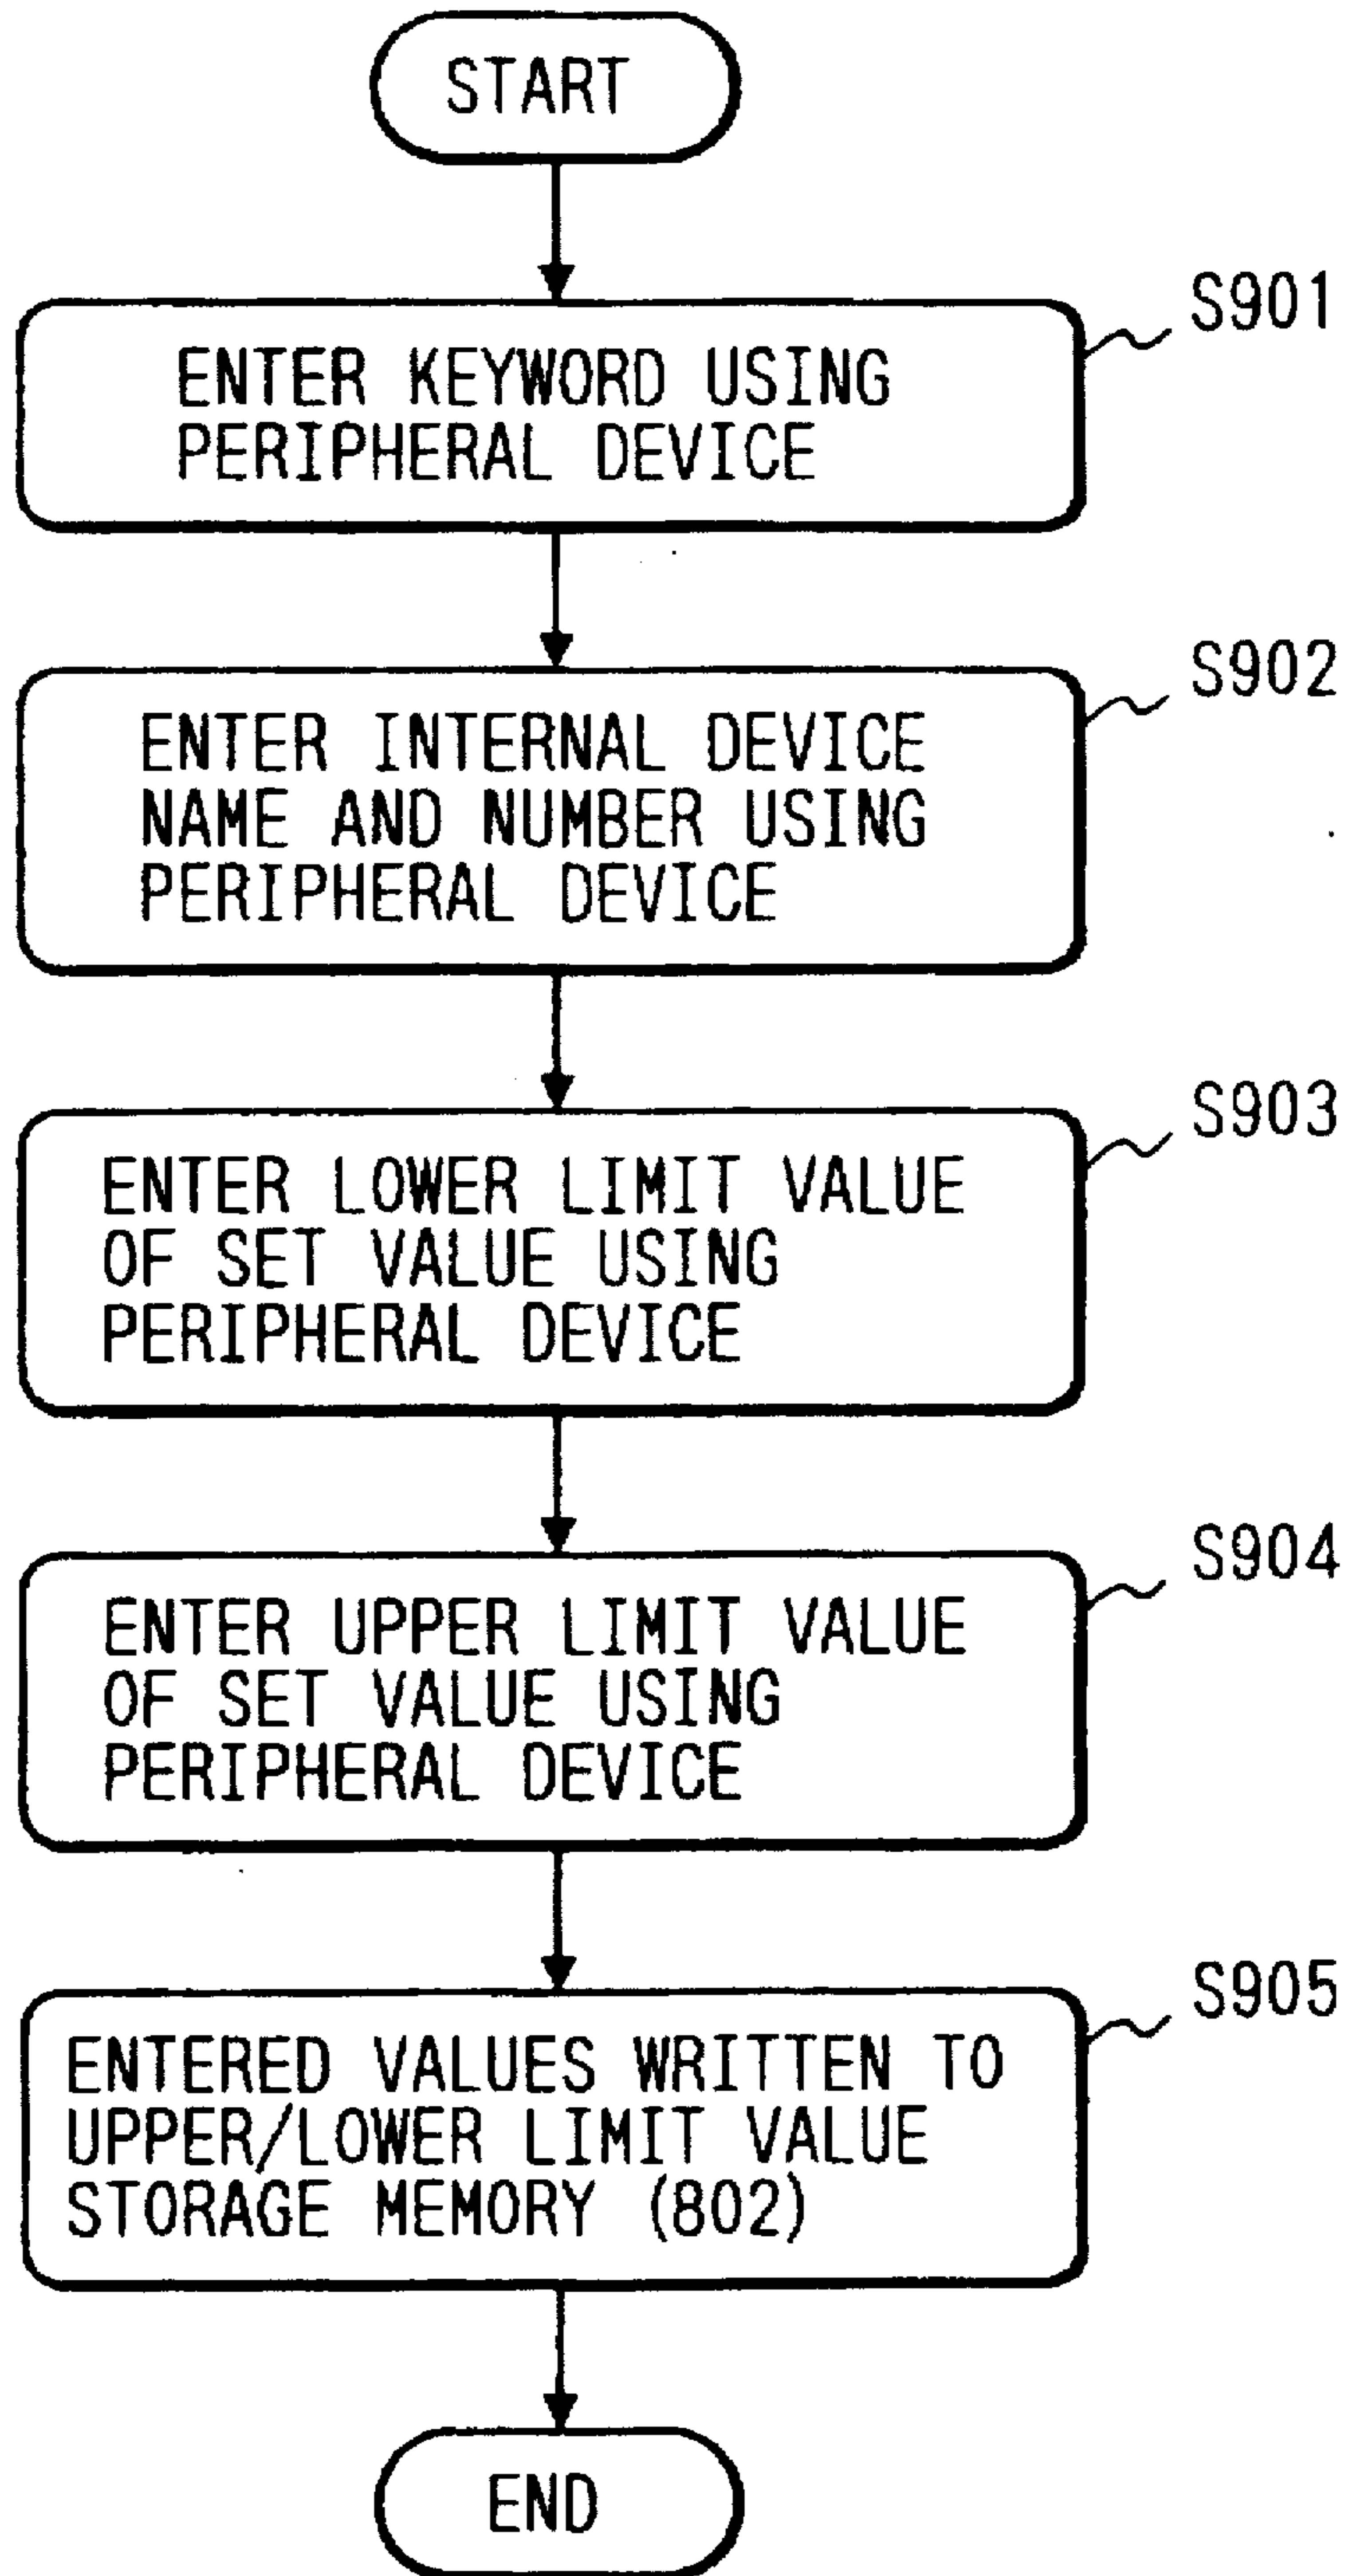 START
S901
ENTER KEYWORD USING
PERIPHERAL DEVICE
S902
ENTER INTERNAL DEVICE
NAME AND NUMBER USING
PERIPHERAL DEVICE
S903
ENTER LOWER LIMIT VALUE
OF SET VALUE USING
PERIPHERAL DEVICE
S904
ENTER UPPER LIMIT VALUE
OF SET VALUE USING
PERIPHERAL DEVICE
S905
ENTERED VALUES WRITTEN TO
UPPER/LOWER LIMIT VALUE
STORAGE MEMORY (802)
END